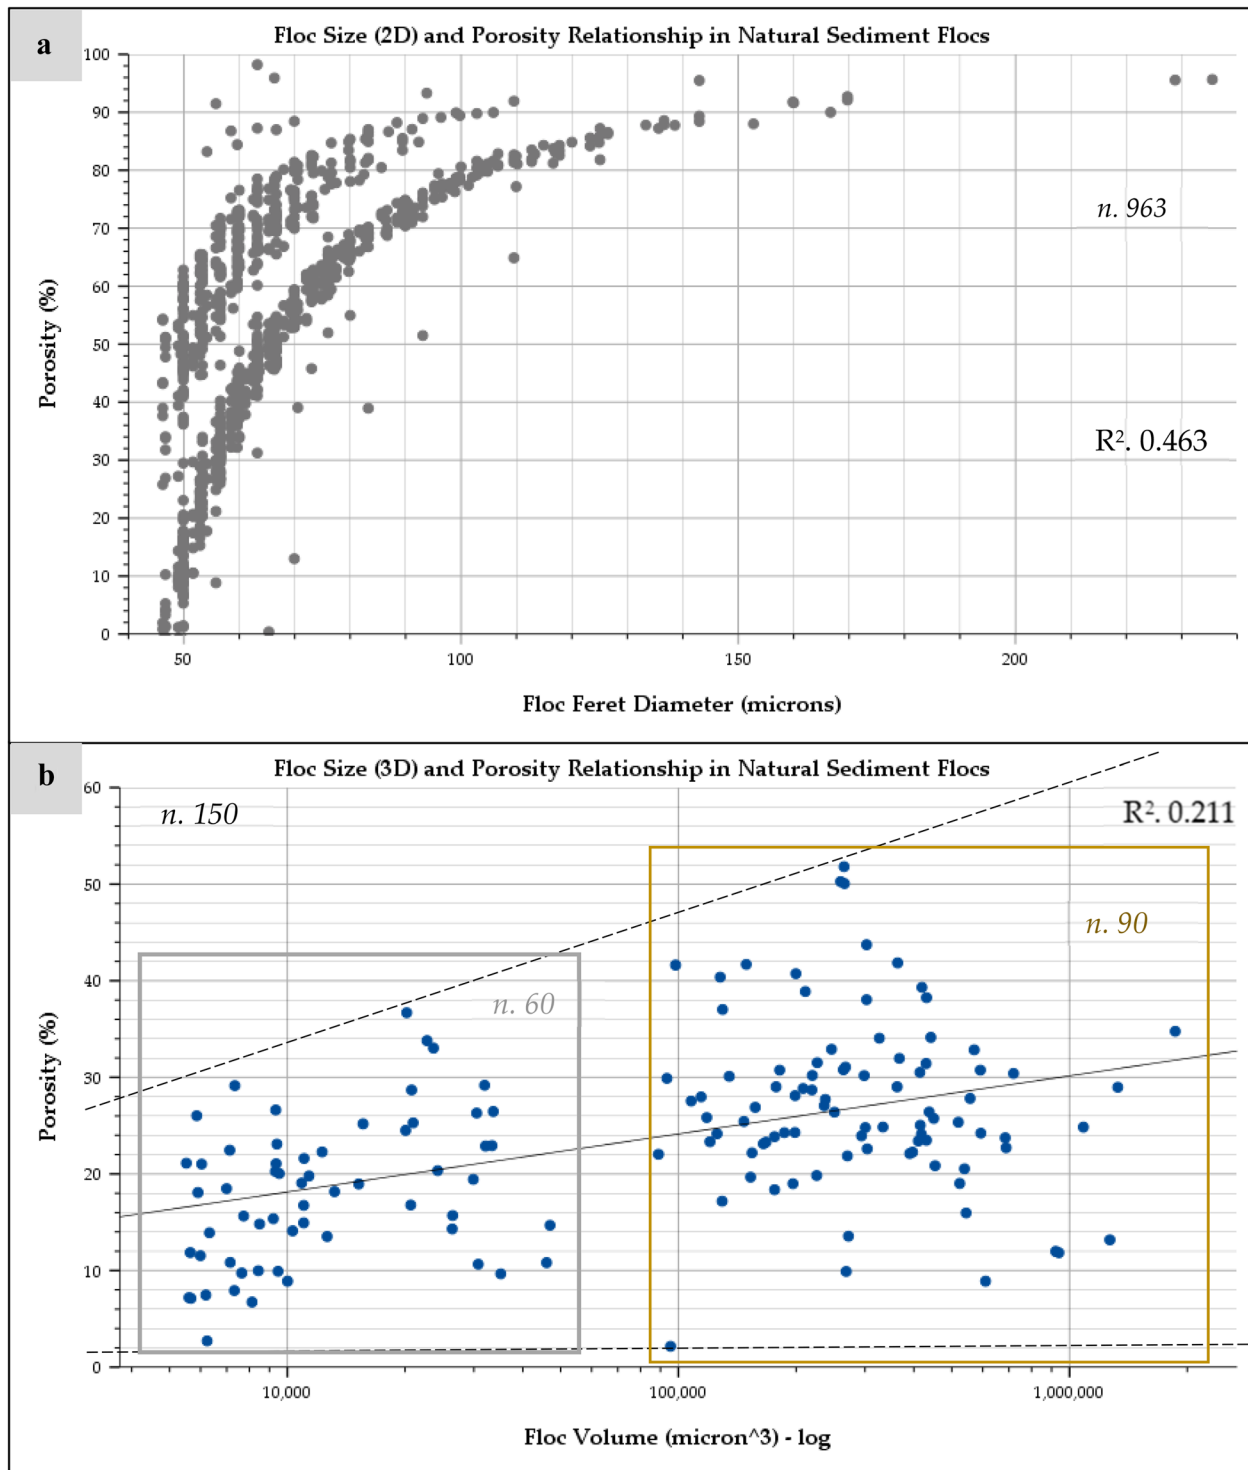 a
Floc Size (2D) and Porosity Relationship in Natural Sediment Flocs
100
90
80
70
60
50
40
30
20
10
0
Porosity (%)
n. 963
R². 0.463
50 100 150 200
Floc Feret Diameter (microns)
b
Floc Size (3D) and Porosity Relationship in Natural Sediment Flocs
60
50
40
30
20
10
0
Porosity (%)
n. 150
R². 0.211
n. 90
n. 60
10,000 100,000 1,000,000
Floc Volume (micron^3) - log